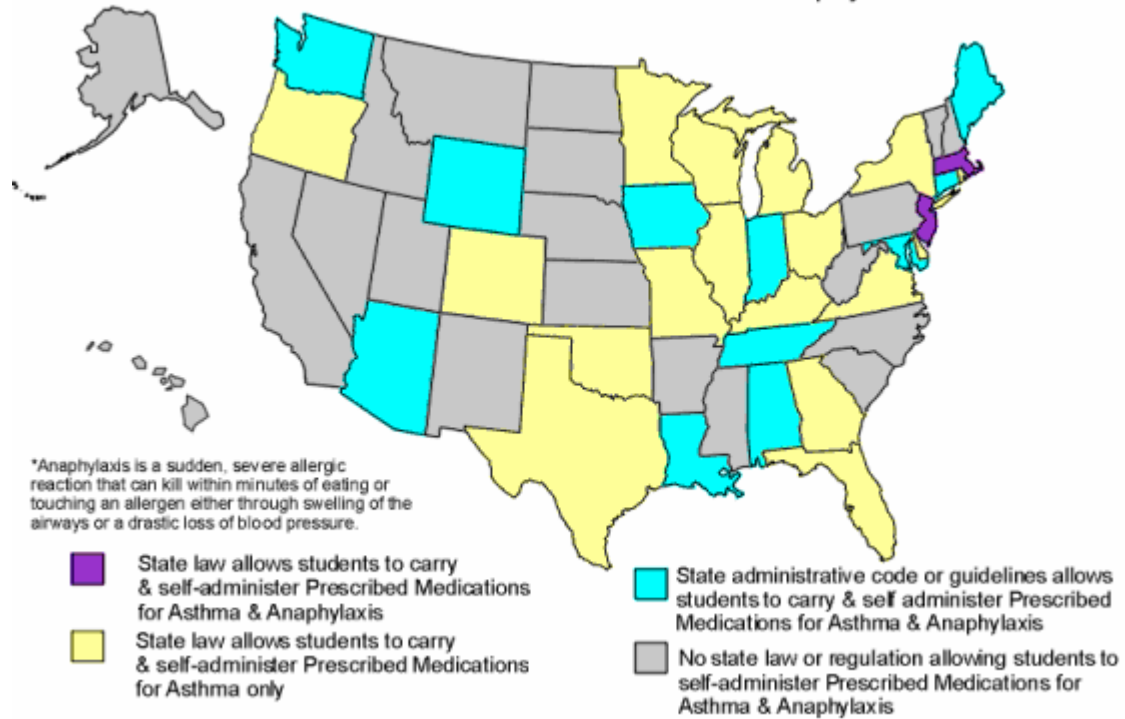 *Anaphylaxis is a sudden, severe allergic
reaction that can kill within minutes of eating or
touching an allergen either through swelling of the
airways or a drastic loss of blood pressure.
State law allows students to carry
& self-administer Prescribed Medications
for Asthma & Anaphylaxis
State law allows students to carry
& self-administer Prescribed Medications
for Asthma only
State administrative code or guidelines allows
students to carry & self administer Prescribed
Medications for Asthma & Anaphylaxis
No state law or regulation allowing students to
self-administer Prescribed Medications for
Asthma & Anaphylaxis